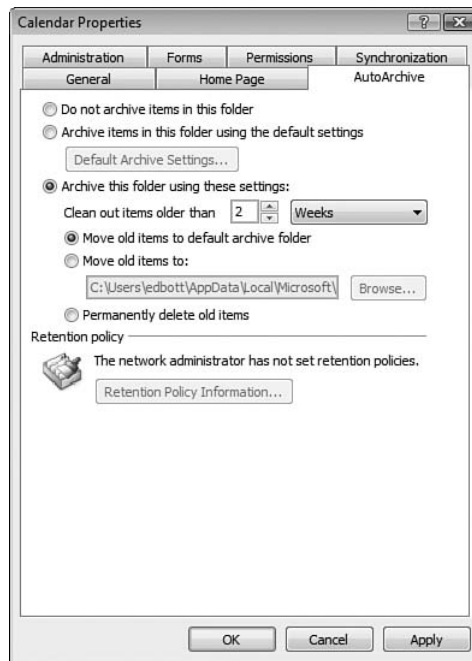 Calendar Properties
Administration Forms Permissions Synchronization
General Home Page AutoArchive
Do not archive items in this folder
Archive items in this folder using the default settings
Default Archive Settings...
Archive this folder using these settings:
Clean out items older than 2 Weeks
Move old items to default archive folder
Move old items to:
C:\Users\edbott\AppData\Local\Microsoft\ Browse...
Permanently delete old items
Retention policy
The network administrator has not set retention policies.
Retention Policy Information...
OK Cancel Apply